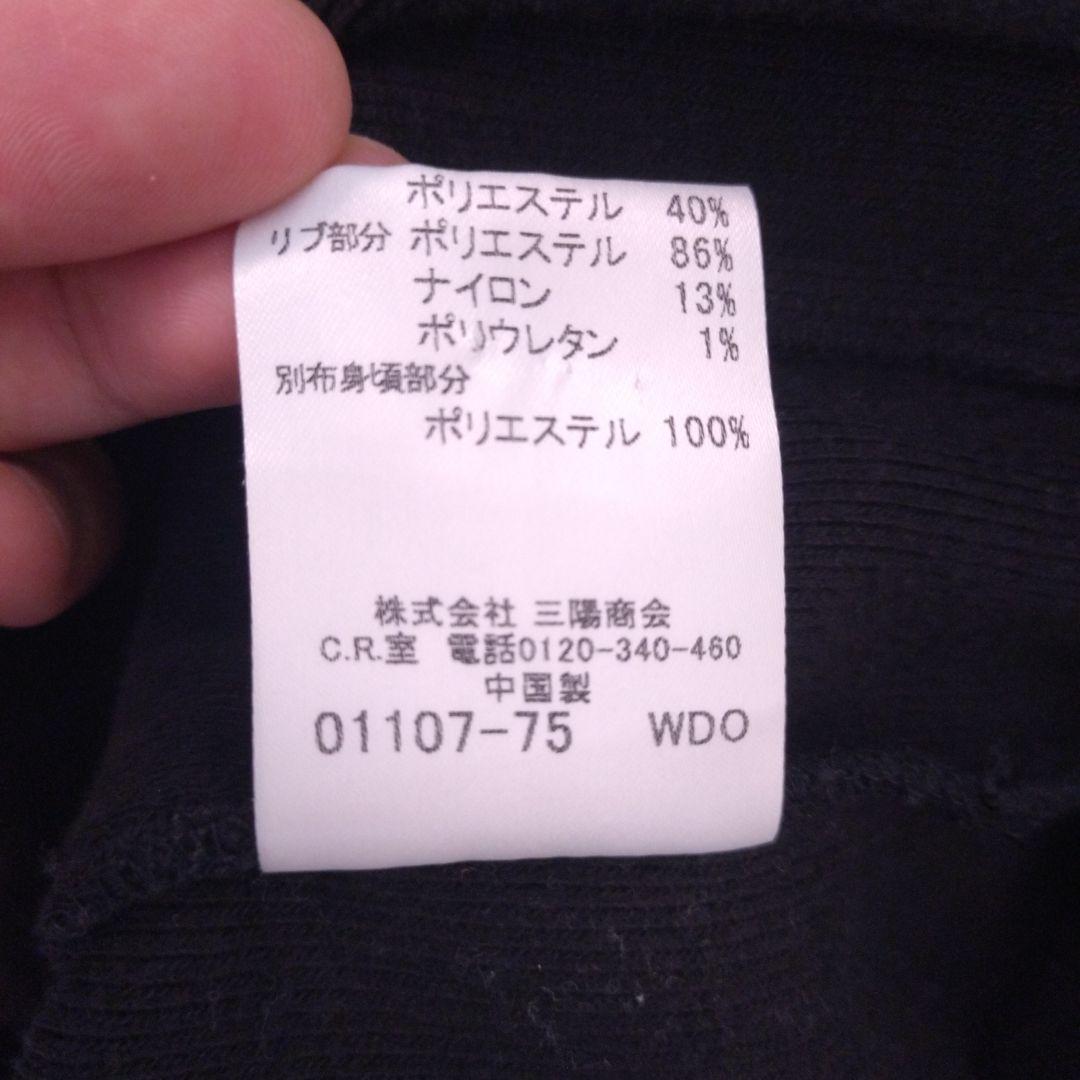 ポリエステル 40%
リブ部分 ポリエステル 86%
ナイロン 13%
ポリウレタン 1%
別布身頃部分
ポリエステル 100%
株式会社 三陽商会
C.R.室 電話0120-340-460
中国製
01107-75 WDO